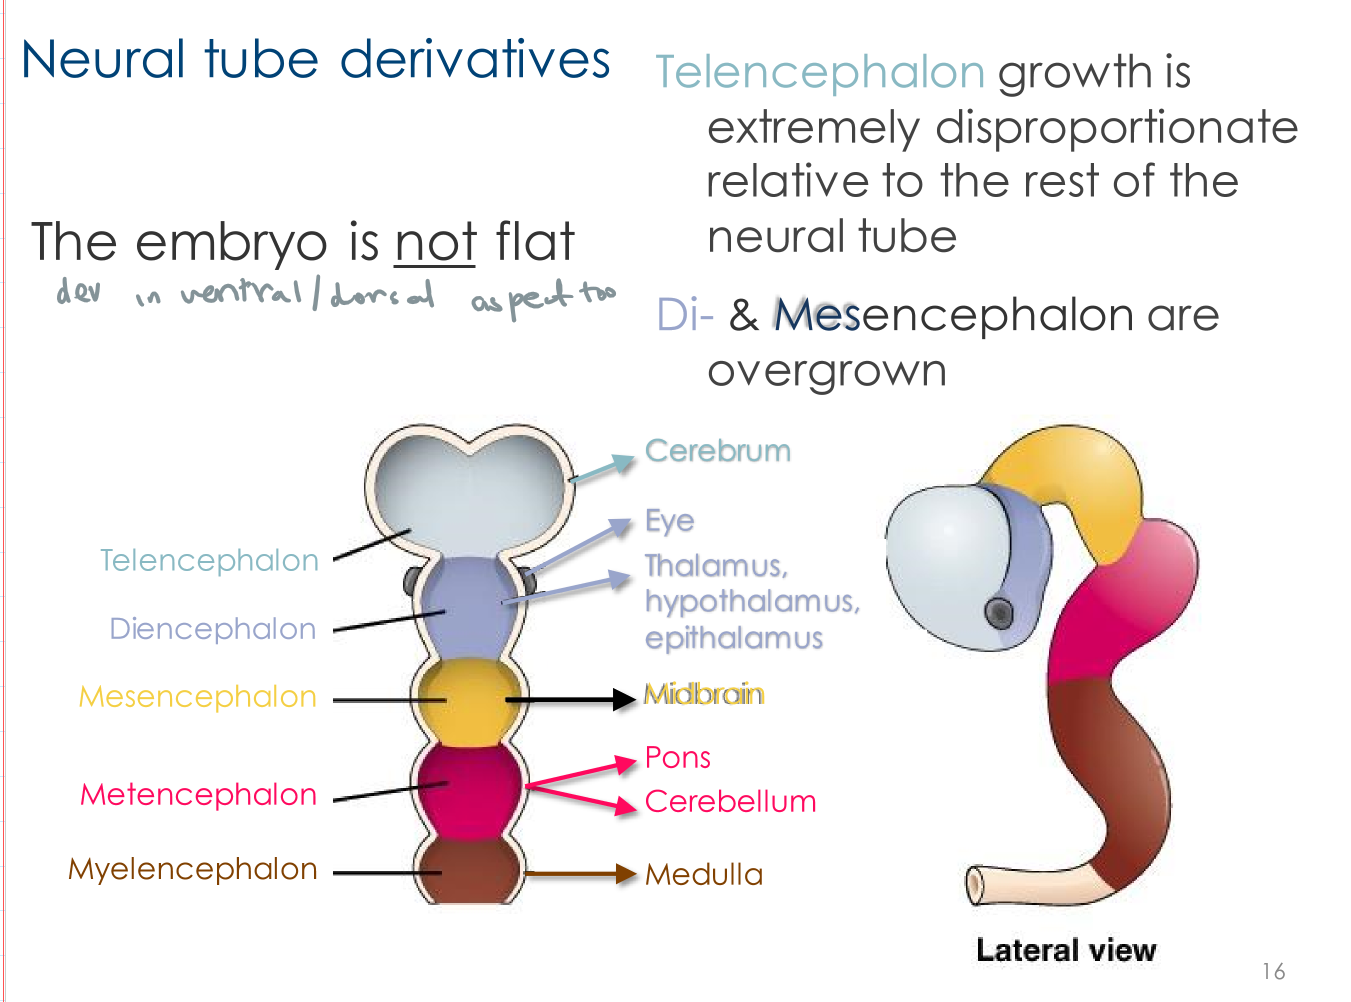 Neural tube derivatives
The embryo is not flat
dev in ventral/dorsal aspect too
Telencephalon growth is
extremely disproportionate
relative to the rest of the
neural tube
Di- & Mesencephalon are
overgrown
Telencephalon
Diencephalon
Mesencephalon
Metencephalon
Myelencephalon
Cerebrum
Eye
Thalamus,
hypothalamus,
epithalamus
Midbrain
Pons
Cerebellum
Medulla
Lateral view
16